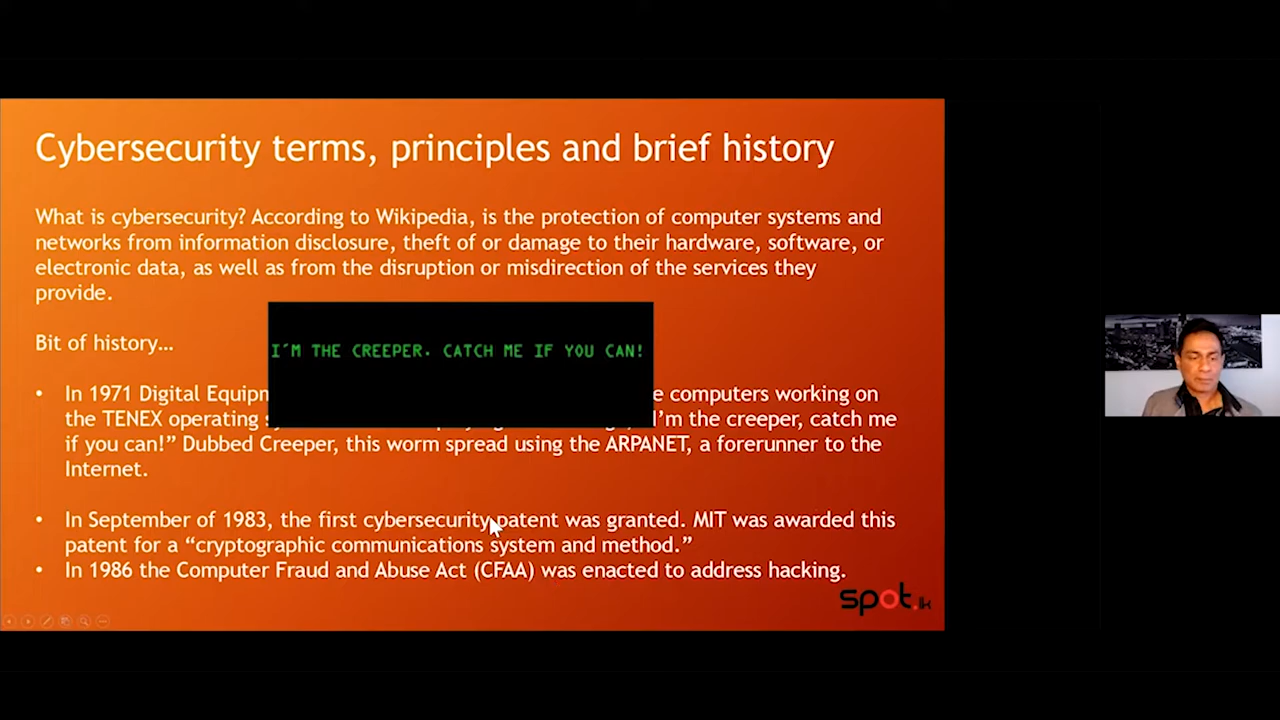 Cybersecurity terms, principles and brief history
What is cybersecurity? According to Wikipedia, is the protection of computer systems and
networks from information disclosure, theft of or damage to their hardware, software, or
electronic data, as well as from the disruption or misdirection of the services they
provide.
Bit of history…
I´M THE CREEPER. CATCH ME IF YOU CAN!
• In 1971 Digital computers working on
the TENEX operating I’m the creeper, catch me
if you can!” Dubbed Creeper, this worm spread using the ARPANET, a forerunner to the
Internet.
• In September of 1983, the first cybersecurity patent was granted. MIT was awarded this
patent for a “cryptographic communications system and method.”
• In 1986 the Computer Fraud and Abuse Act (CFAA) was enacted to address hacking.
spot.lk